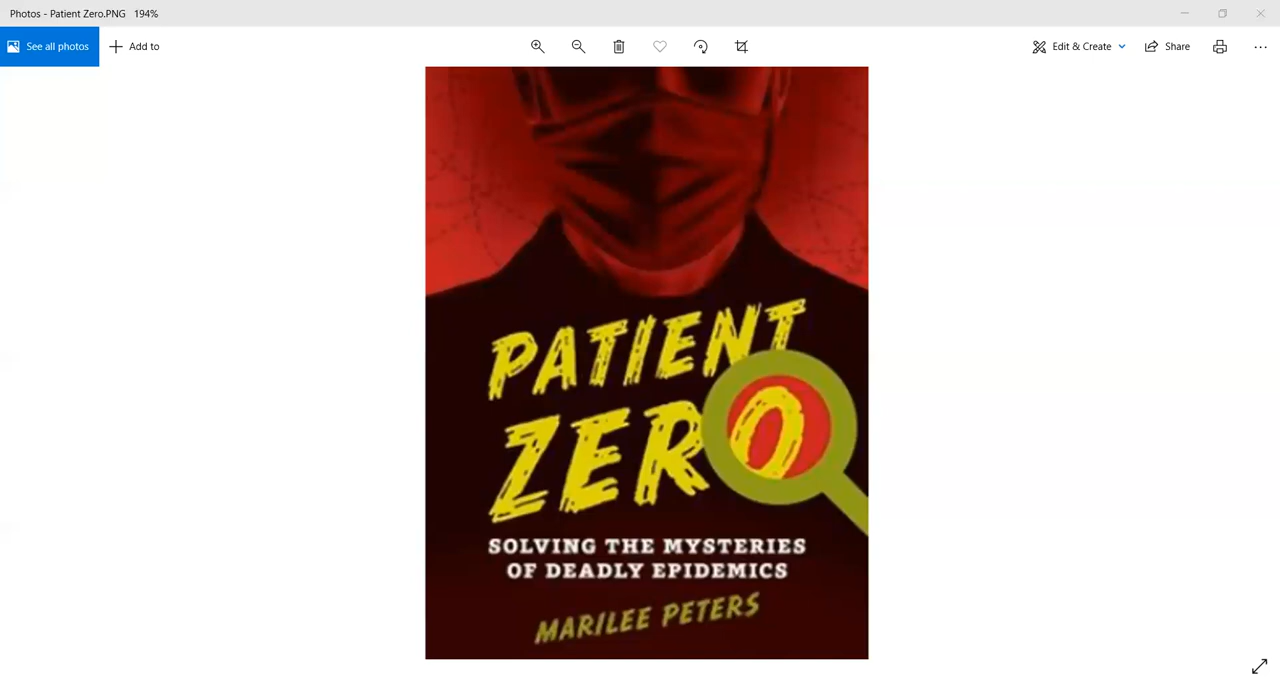 Photos - Patient Zero.PNG 194%
See all photos Add to Edit & Create Share
PATIENT
ZERO
SOLVING THE MYSTERIES
OF DEADLY EPIDEMICS
MARILEE PETERS